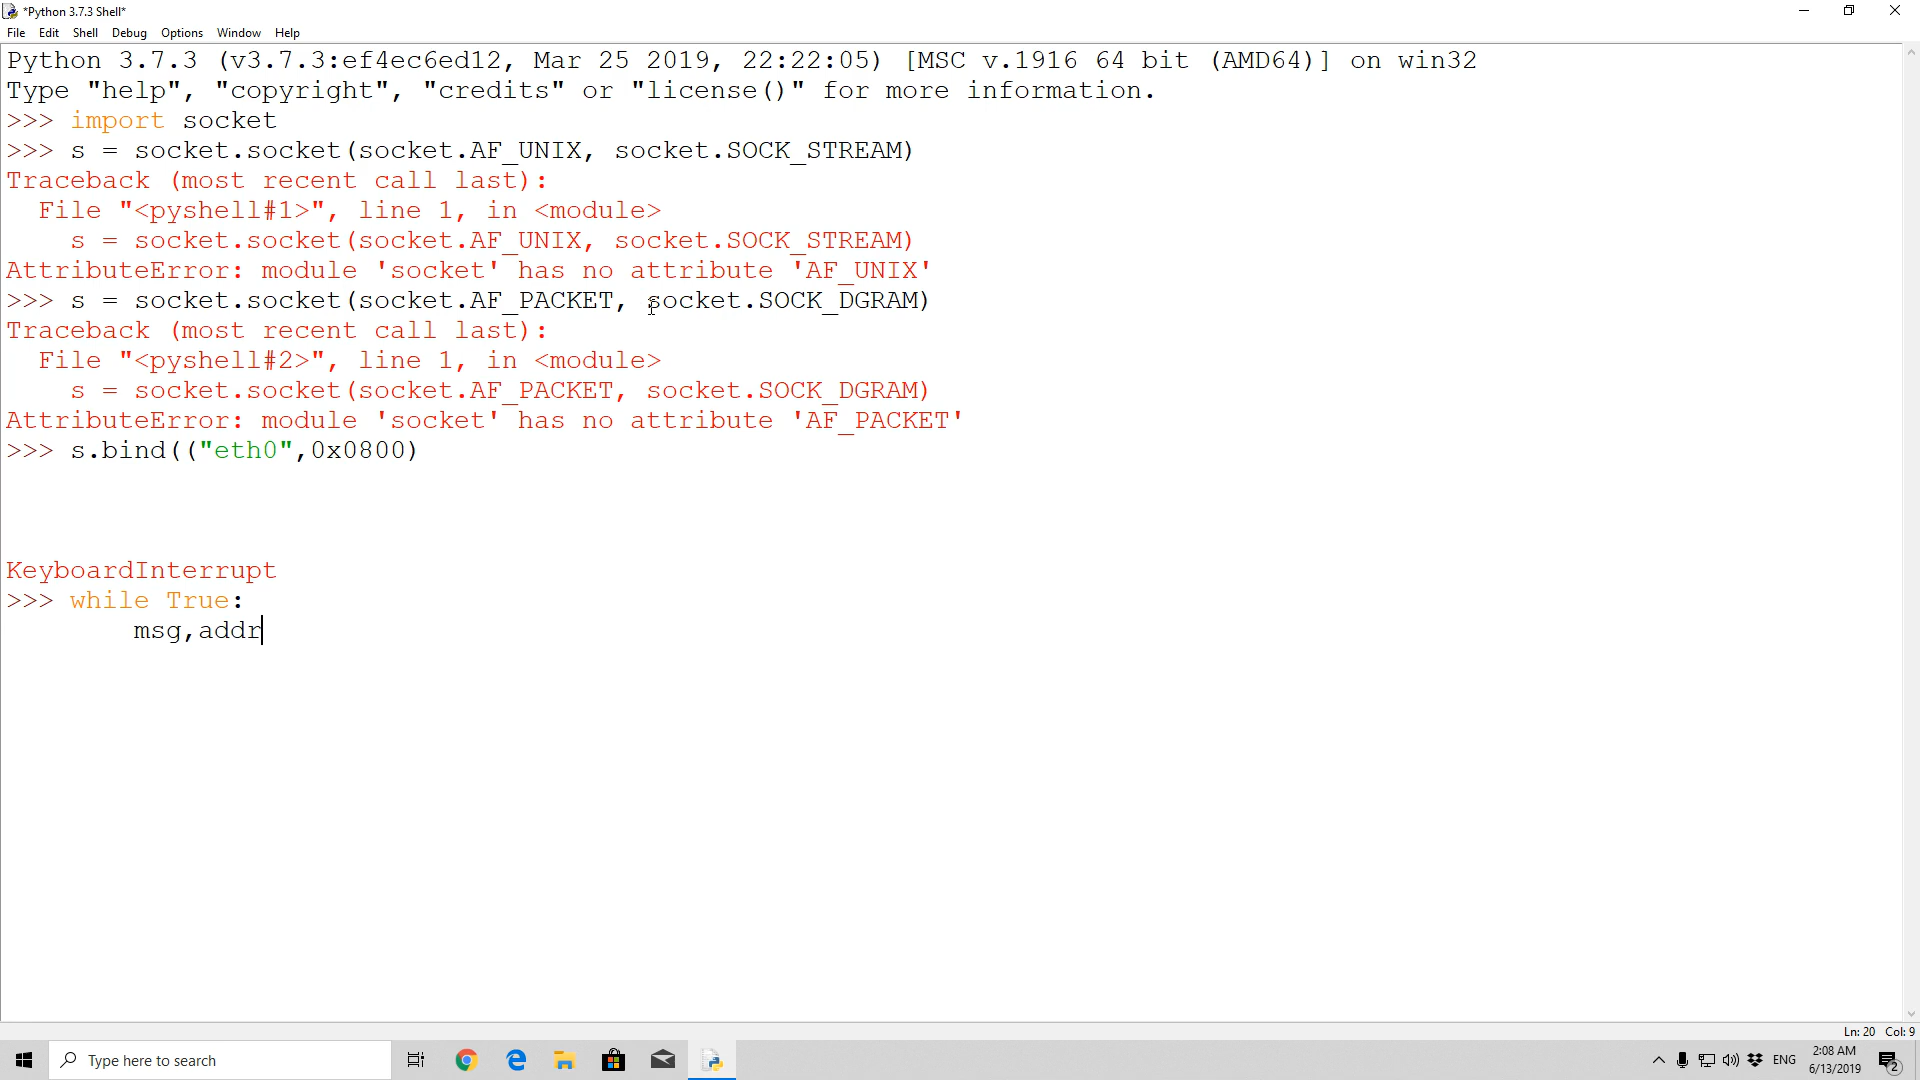 *Python 3.7.3 Shell*
File Edit Shell Debug Options Window Help
Python 3.7.3 (v3.7.3:ef4ec6ed12, Mar 25 2019, 22:22:05) [MSC v.1916 64 bit (AMD64)] on win32
Type "help", "copyright", "credits" or "license()" for more information.
>>> import socket
>>> s = socket.socket(socket.AF_UNIX, socket.SOCK_STREAM)
Traceback (most recent call last):
  File "<pyshell#1>", line 1, in <module>
    s = socket.socket(socket.AF_UNIX, socket.SOCK_STREAM)
AttributeError: module 'socket' has no attribute 'AF_UNIX'
>>> s = socket.socket(socket.AF_PACKET, socket.SOCK_DGRAM)
Traceback (most recent call last):
  File "<pyshell#2>", line 1, in <module>
    s = socket.socket(socket.AF_PACKET, socket.SOCK_DGRAM)
AttributeError: module 'socket' has no attribute 'AF_PACKET'
>>> s.bind(("eth0",0x0800)
KeyboardInterrupt
>>> while True:
        msg,addr
Ln: 20 Col: 9
Type here to search
ENG
2:08 AM
6/13/2019
2